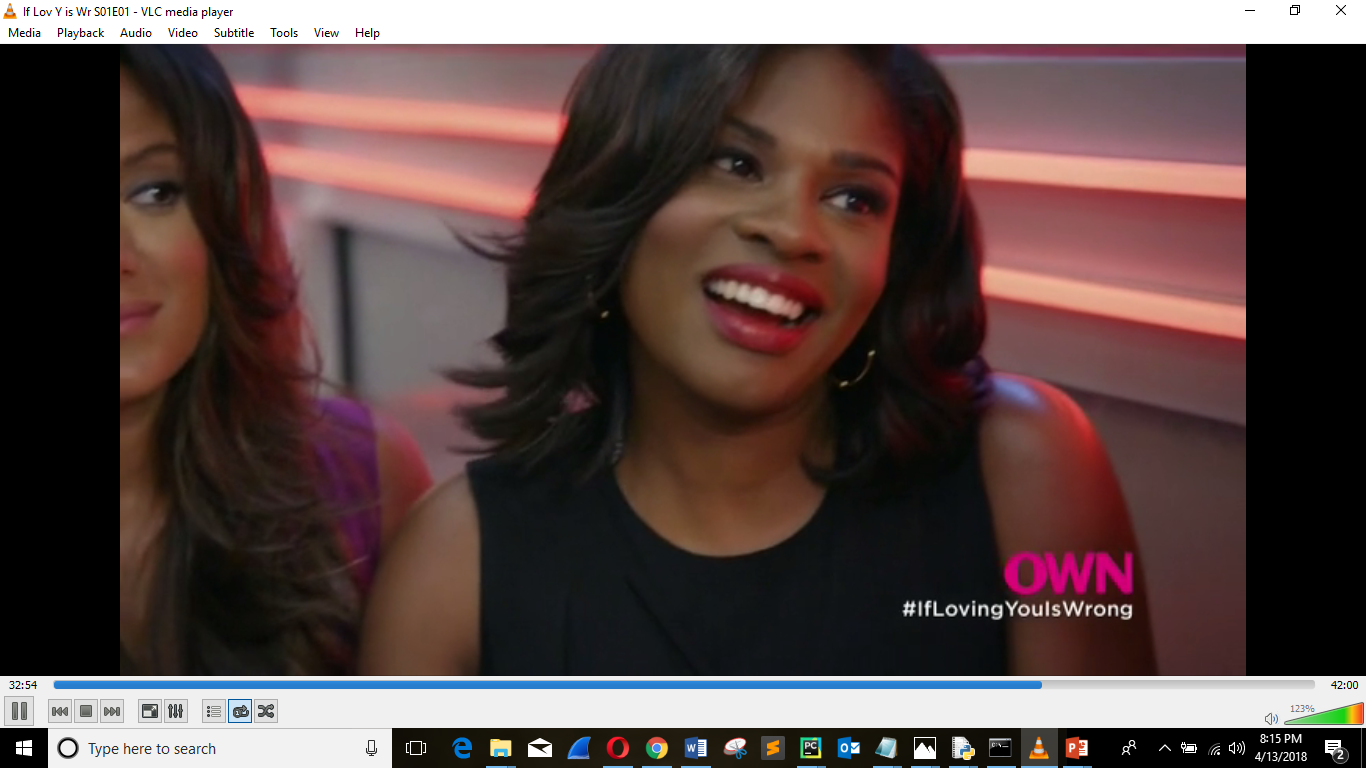 If Lov Y is Wr S01E01 - VLC media player
Media Playback Audio Video Subtitle Tools View Help
OWN
#IfLovingYouIsWrong
32:54
42:00
123%
Type here to search
8:15 PM
4/13/2018
2